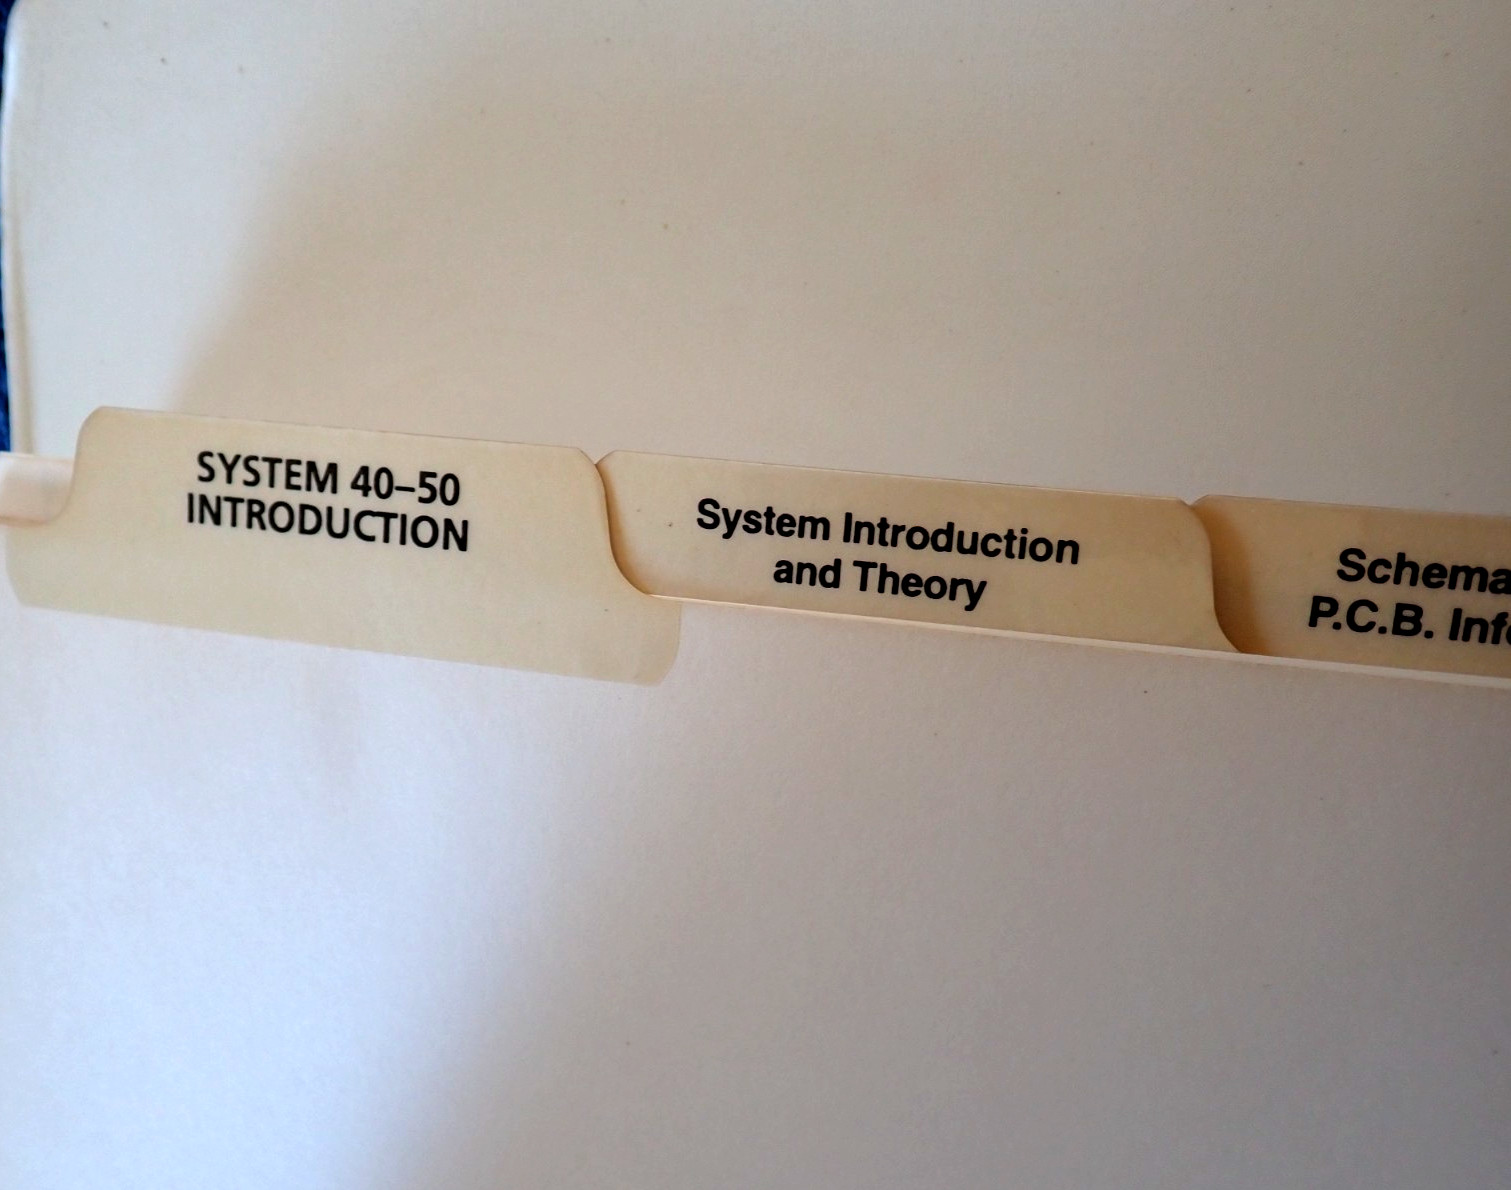 SYSTEM 40–50
INTRODUCTION
System Introduction
and Theory
P.C.B.